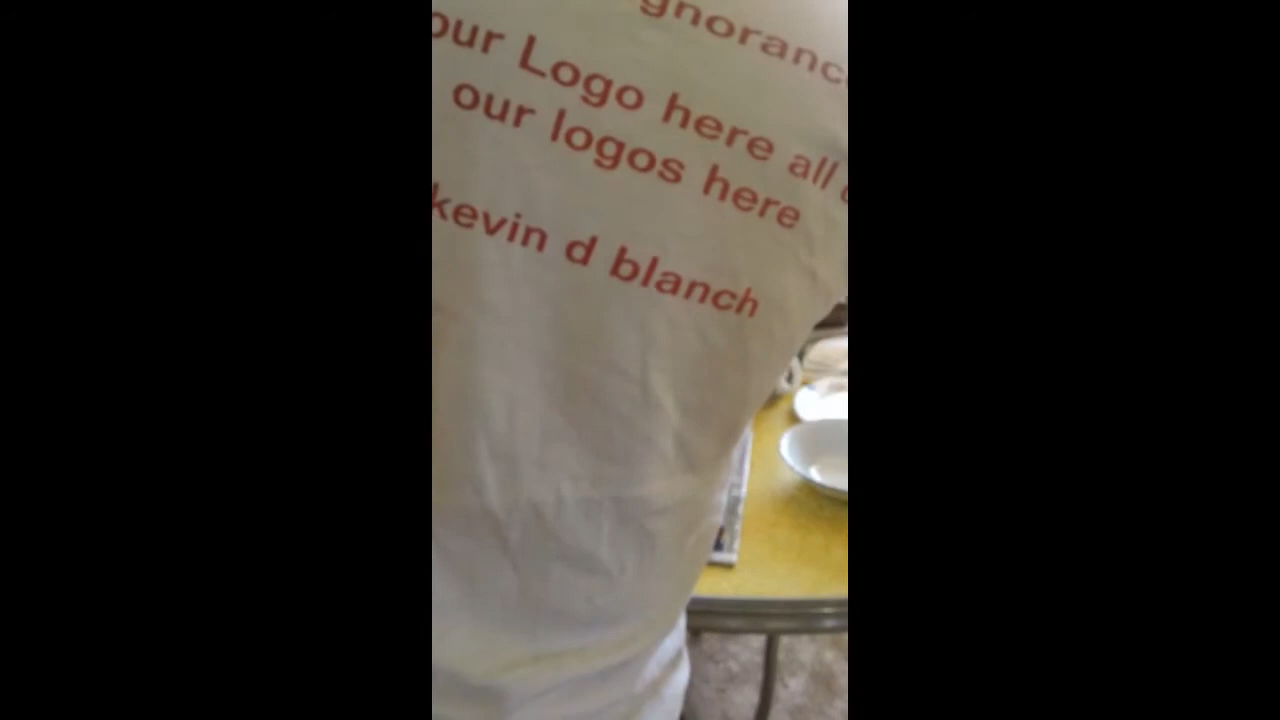 gnoranc
our Logo here all
our logos here
kevin d blanch